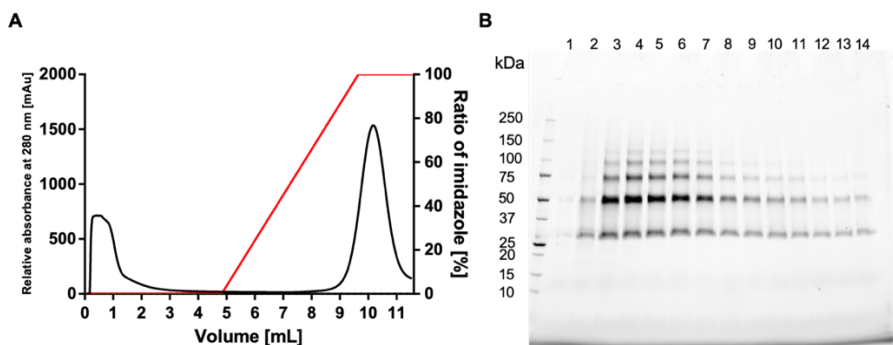 A
Relative absorbance at 280 nm [mAu]
2000
1500
1000
500
0
0 1 2 3 4 5 6 7 8 9 10 11
Volume [mL]
100
80
60
40
20
0
Ratio of imidazole [%]
B
kDa
1 2 3 4 5 6 7 8 9 10 11 12 13 14
250
150
100
75
50
37
25
20
15
10